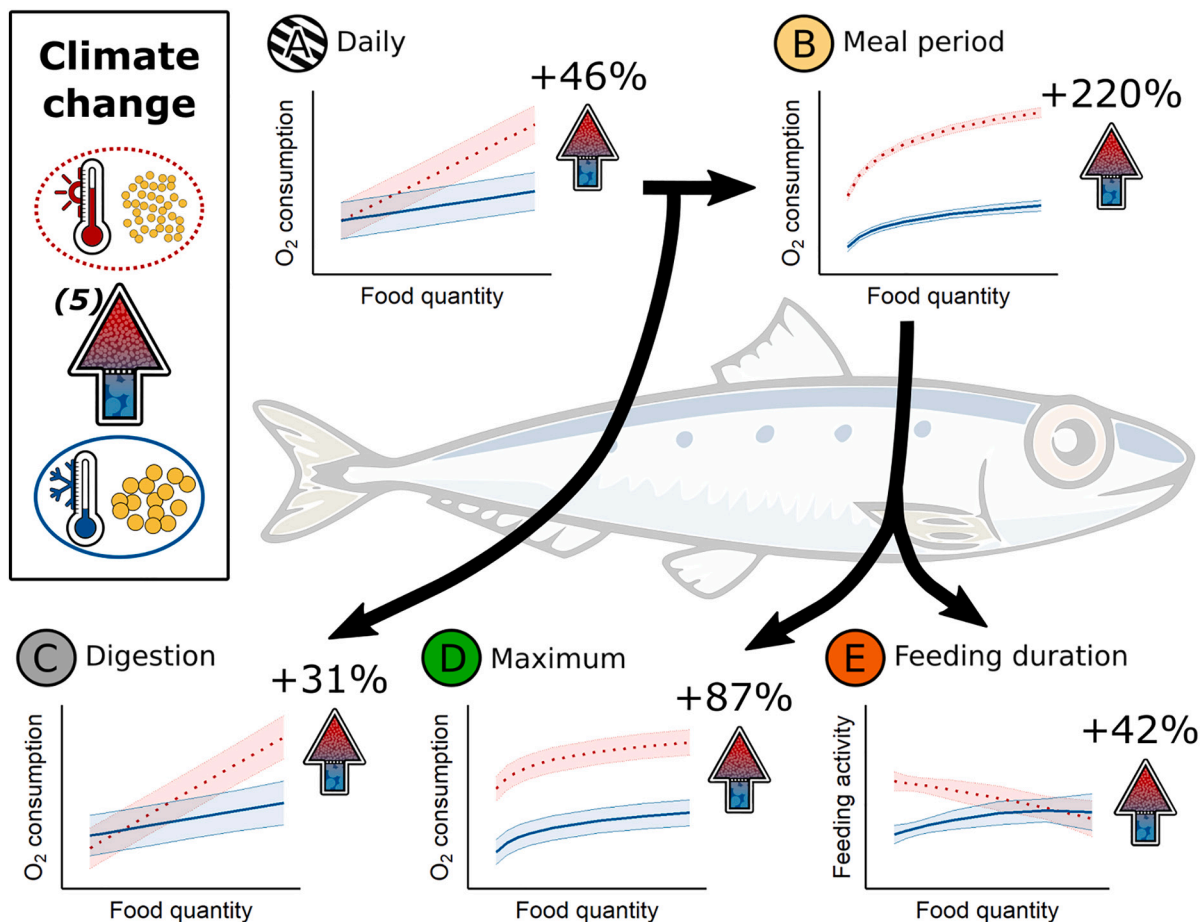 Climate
change
(5)
A Daily
+46%
O₂ consumption
Food quantity
B Meal period
+220%
O₂ consumption
Food quantity
C Digestion
+31%
O₂ consumption
Food quantity
D Maximum
+87%
O₂ consumption
Food quantity
E Feeding duration
+42%
Feeding activity
Food quantity